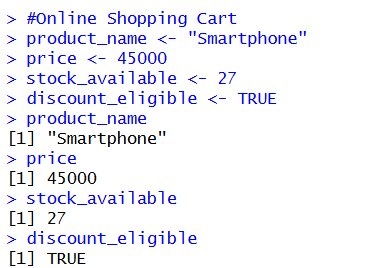 > #Online Shopping Cart
> product_name <- "Smartphone"
> price <- 45000
> stock_available <- 27
> discount_eligible <- TRUE
> product_name
[1] "Smartphone"
> price
[1] 45000
> stock_available
[1] 27
> discount_eligible
[1] TRUE